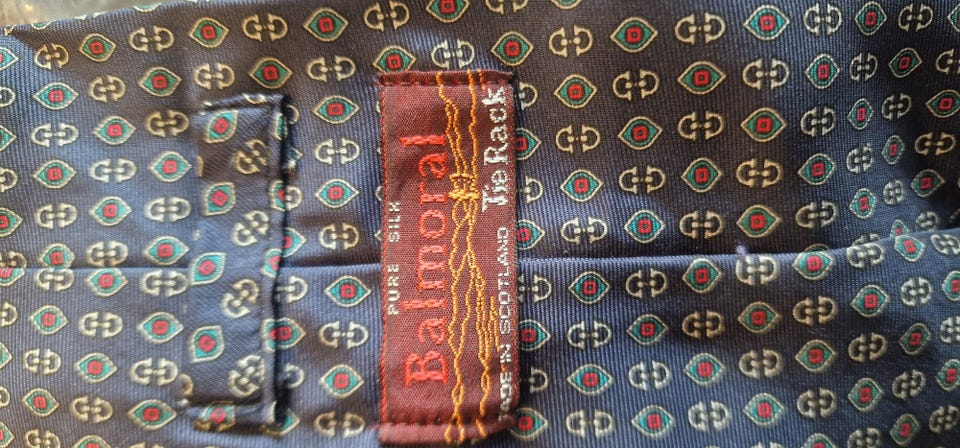 PURE SILK
Balmoral
Tie Rack
MADE IN SCOTLAND